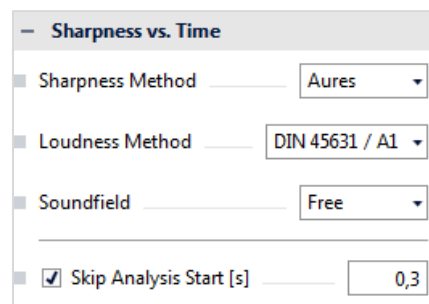 Sharpness vs. Time
Sharpness Method Aures
Loudness Method DIN 45631 / A1
Soundfield Free
Skip Analysis Start [s] 0,3